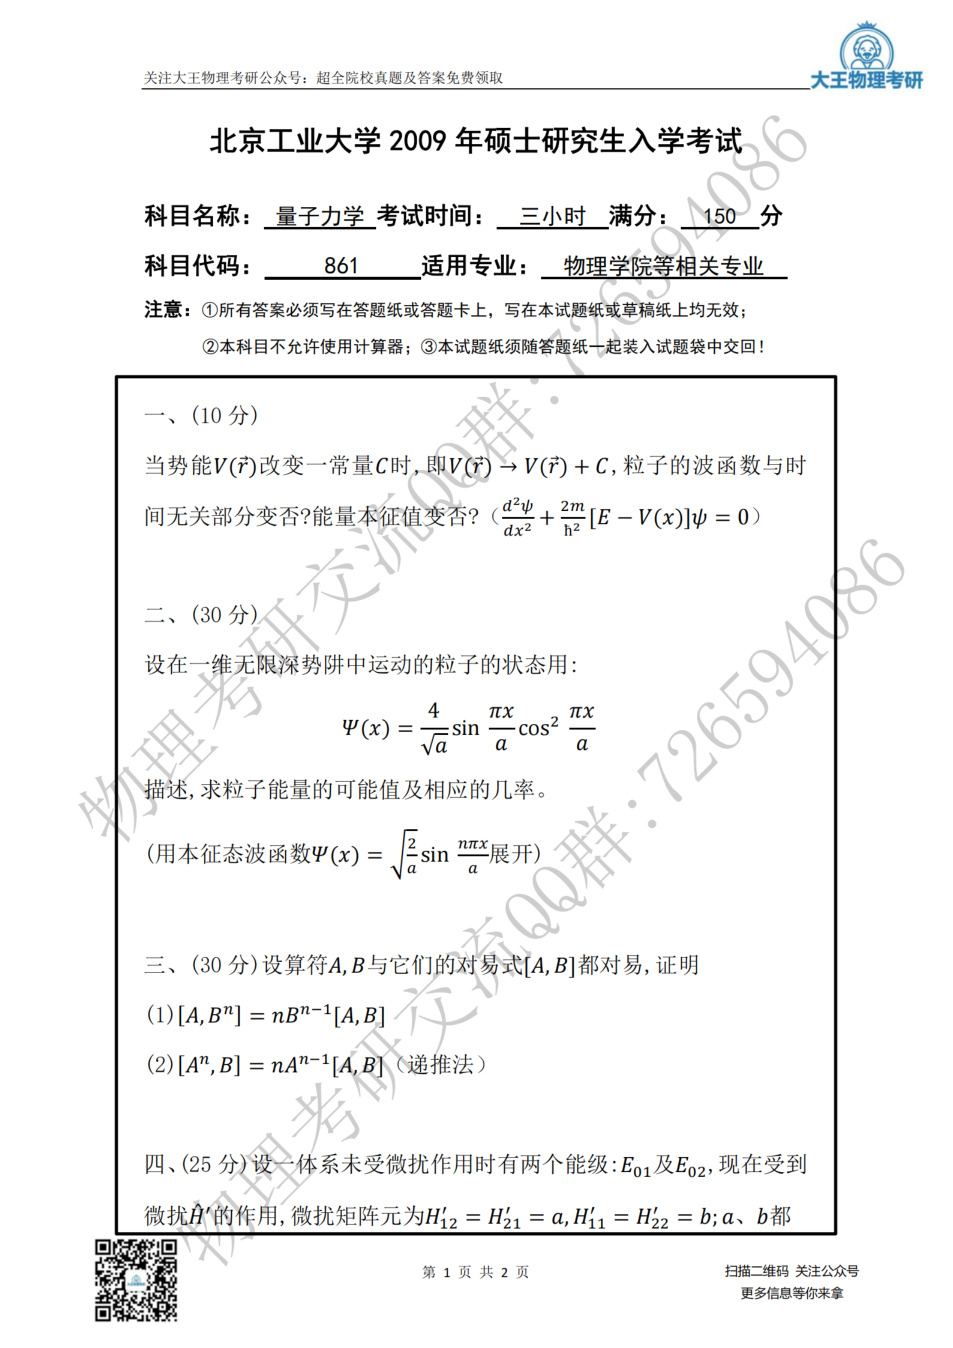 关注大王物理考研公众号：超全院校真题及答案免费领取
大王物理考研
北京工业大学 2009 年硕士研究生入学考试
科目名称： 量子力学 考试时间： 三小时 满分： 150 分
科目代码： 861 适用专业： 物理学院等相关专业
注意：①所有答案必须写在答题纸或答题卡上，写在本试题纸或草稿纸上均无效；
②本科目不允许使用计算器；③本试题纸须随答题纸一起装入试题袋中交回！
一、(10 分)
当势能V(r⃗)改变一常量C时,即V(r⃗) → V(r⃗) + C,粒子的波函数与时
间无关部分变否?能量本征值变否?（d²ψ/dx² + 2m/ħ² [E − V(x)]ψ = 0）
二、(30 分)
设在一维无限深势阱中运动的粒子的状态用:
Ψ(x) = 4/√a sin πx/a cos² πx/a
描述,求粒子能量的可能值及相应的几率。
(用本征态波函数Ψ(x) = √(2/a) sin nπx/a 展开)
三、(30 分)设算符A, B与它们的对易式[A, B]都对易,证明
(1)[A, Bⁿ] = nBⁿ⁻¹[A, B]
(2)[Aⁿ, B] = nAⁿ⁻¹[A, B]（递推法）
四、(25 分)设一体系未受微扰作用时有两个能级:E₀₁及E₀₂,现在受到
微扰Ĥ′的作用,微扰矩阵元为H′₁₂ = H′₂₁ = a, H′₁₁ = H′₂₂ = b; a、b都
物理考研交流QQ群:72659408​6
物理考研交流QQ群:726594086
大王物理考研
第 1 页 共 2 页
扫描二维码 关注公众号
更多信息等你来拿